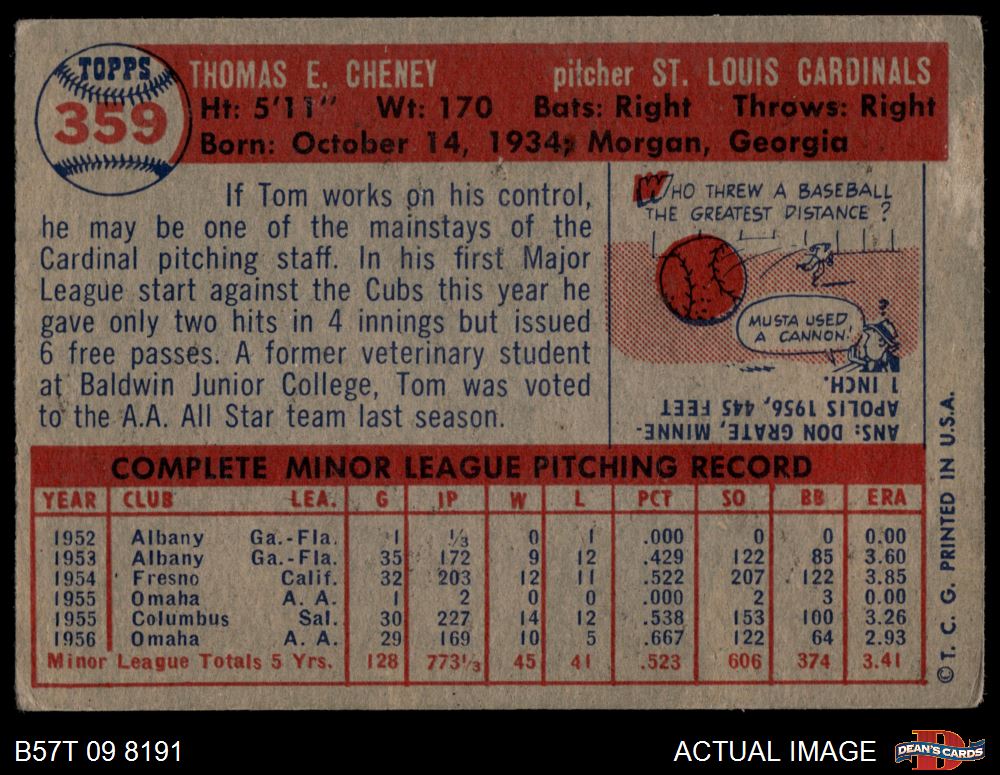 TOPPS
359
THOMAS E. CHENEY pitcher ST. LOUIS CARDINALS
Ht: 5'11" Wt: 170 Bats: Right Throws: Right
Born: October 14, 1934, Morgan, Georgia
If Tom works on his control,
he may be one of the mainstays of the
Cardinal pitching staff. In his first Major
League start against the Cubs this year he
gave only two hits in 4 innings but issued
6 free passes. A former veterinary student
at Baldwin Junior College, Tom was voted
to the A.A. All Star team last season.
WHO THREW A BASEBALL
THE GREATEST DISTANCE?
?
MUSTA USED
A CANNON!
ANS: DON GRATE, MINNE-
APOLIS 1956, 445 FEET
1 INCH.
COMPLETE MINOR LEAGUE PITCHING RECORD
YEAR CLUB LEA. G IP W L PCT SO BB ERA
1952 Albany Ga.-Fla. 1 1/3 0 1 .000 0 0 0.00
1953 Albany Ga.-Fla. 35 172 9 12 .429 122 85 3.60
1954 Fresno Calif. 32 203 12 11 .522 207 122 3.85
1955 Omaha A. A. 1 2 0 0 .000 2 3 0.00
1955 Columbus Sal. 30 227 14 12 .538 153 100 3.26
1956 Omaha A. A. 29 169 10 5 .667 122 64 2.93
Minor League Totals 5 Yrs. 128 773 1/3 45 41 .523 606 374 3.41
© T. C. G. PRINTED IN U.S.A.
B57T 09 8191
ACTUAL IMAGE
D
DEAN'S CARDS